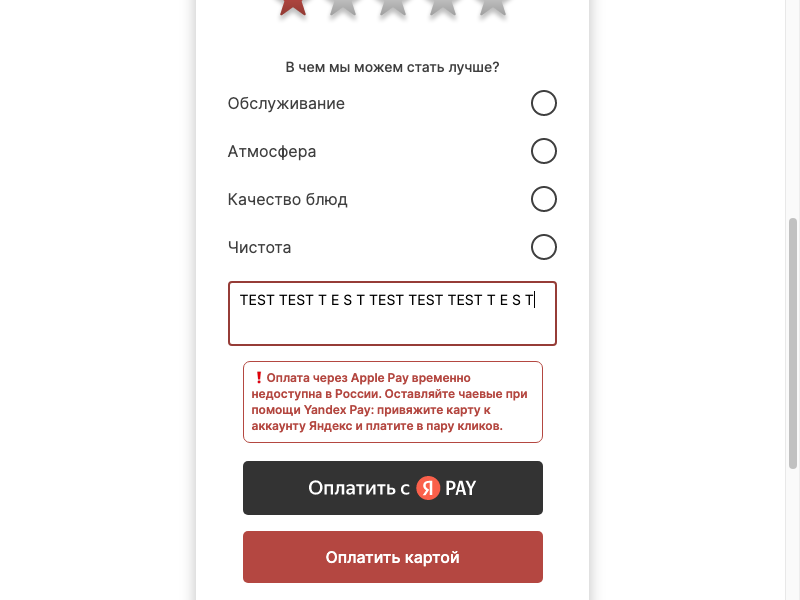 В чем мы можем стать лучше?
Обслуживание
Атмосфера
Качество блюд
Чистота
TEST TEST T E S T TEST TEST TEST T E S T
❗ Оплата через Apple Pay временно
недоступна в России. Оставляйте чаевые при
помощи Yandex Pay: привяжите карту к
аккаунту Яндекс и платите в пару кликов.
Оплатить с Я PAY
Оплатить картой